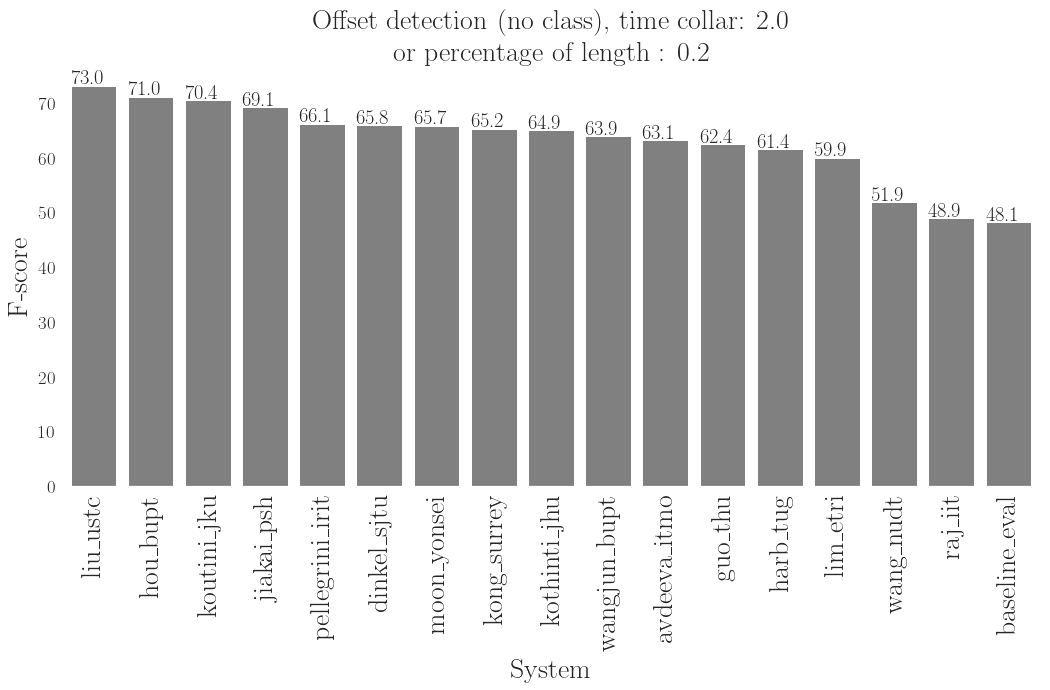 Offset detection (no class), time collar: 2.0
or percentage of length : 0.2
F-score
70
60
50
40
30
20
10
0
73.0
71.0
70.4
69.1
66.1
65.8
65.7
65.2
64.9
63.9
63.1
62.4
61.4
59.9
51.9
48.9
48.1
liu_ustc
hou_bupt
koutini_jku
jiakai_psh
pellegrini_irit
dinkel_sjtu
moon_yonsei
kong_surrey
kothinti_jhu
wangjun_bupt
avdeeva_itmo
guo_thu
harb_tug
lim_etri
wang_nudt
raj_iit
baseline_eval
System